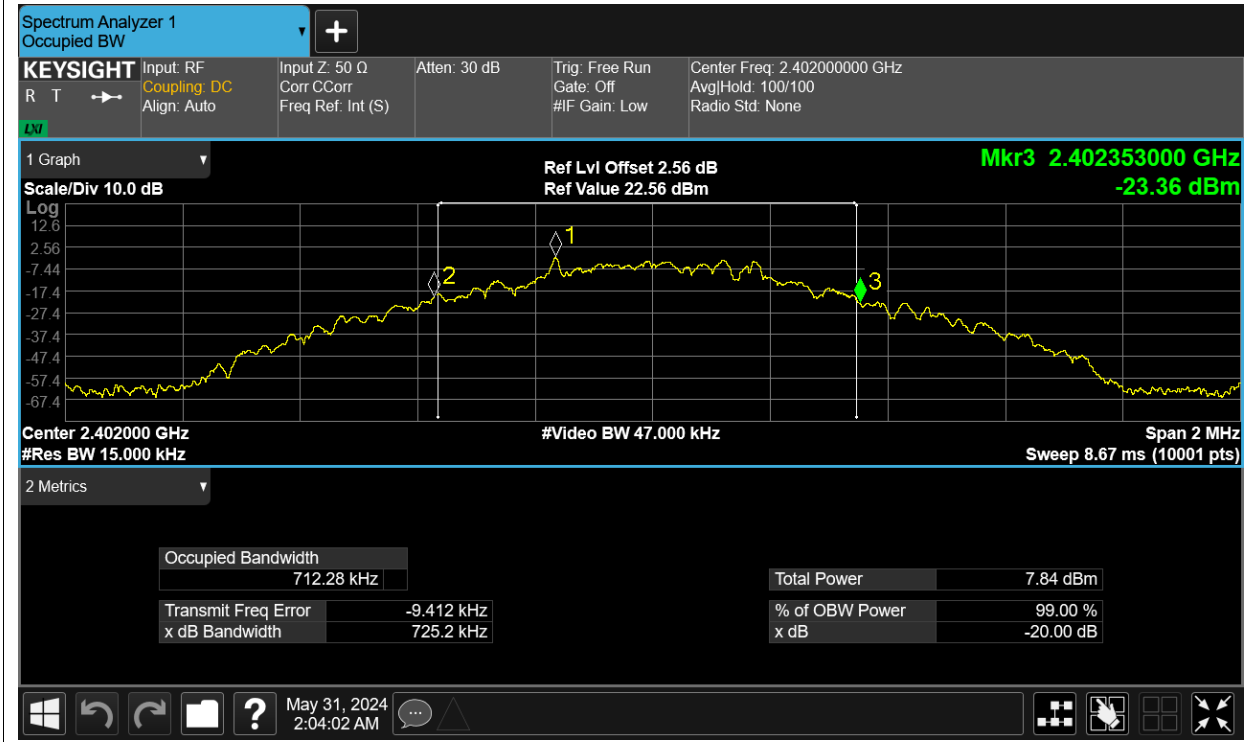 Spectrum Analyzer 1
Occupied BW
KEYSIGHT
R T
LXI
Input: RF
Coupling: DC
Align: Auto
Input Z: 50 Ω
Corr CCorr
Freq Ref: Int (S)
Atten: 30 dB
Trig: Free Run
Gate: Off
#IF Gain: Low
Center Freq: 2.402000000 GHz
Avg|Hold: 100/100
Radio Std: None
1 Graph
Scale/Div 10.0 dB
Ref Lvl Offset 2.56 dB
Ref Value 22.56 dBm
Mkr3 2.402353000 GHz
-23.36 dBm
Log
12.6
2.56
-7.44
-17.4
-27.4
-37.4
-47.4
-57.4
-67.4
1
2
3
Center 2.402000 GHz
#Video BW 47.000 kHz
Span 2 MHz
#Res BW 15.000 kHz
Sweep 8.67 ms (10001 pts)
2 Metrics
Occupied Bandwidth
712.28 kHz
Total Power 7.84 dBm
Transmit Freq Error -9.412 kHz
% of OBW Power 99.00 %
x dB Bandwidth 725.2 kHz
x dB -20.00 dB
?
May 31, 2024
2:04:02 AM